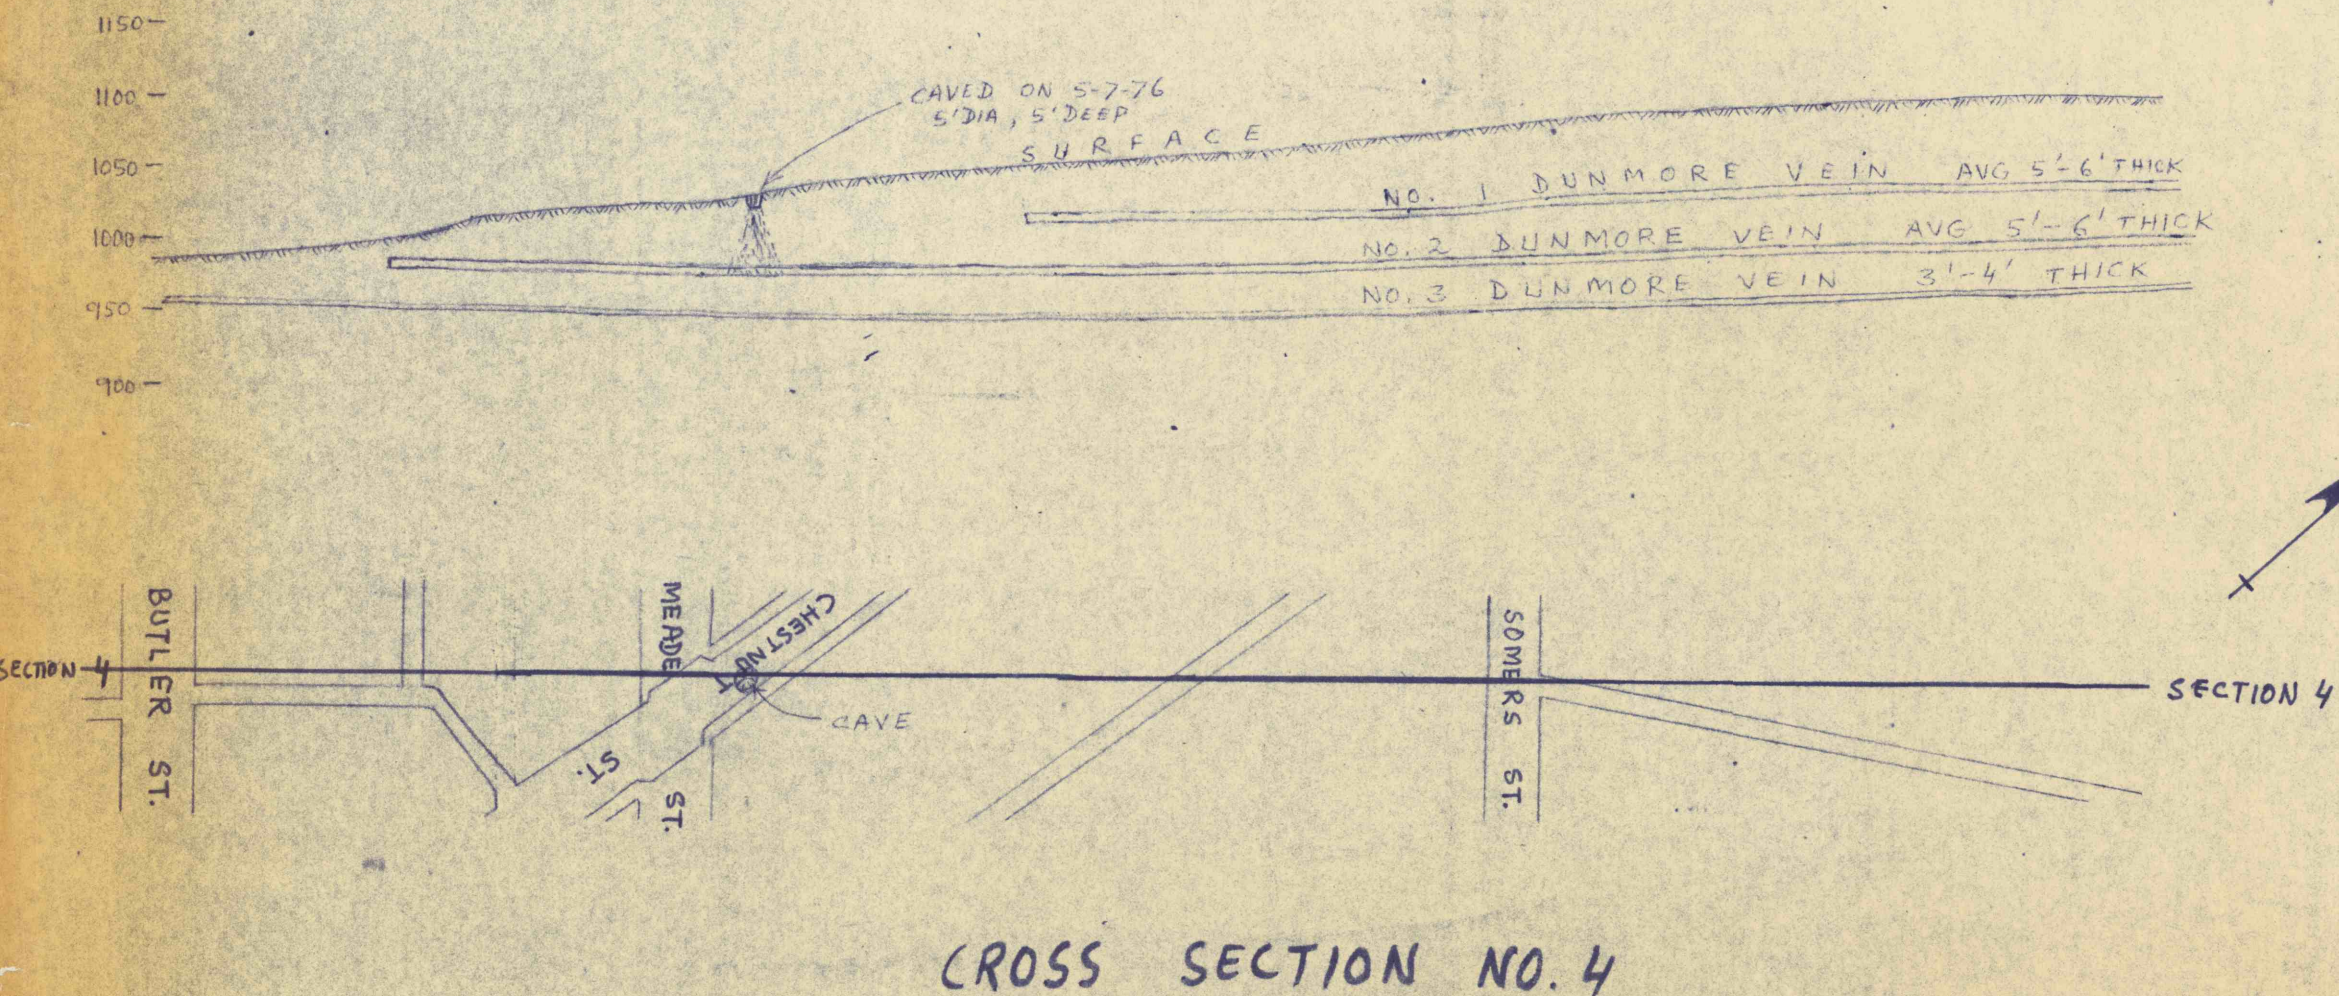 1150
1100
1050
1000
950
900
CAVED ON 5-7-76
5' DIA, 5' DEEP
SURFACE
NO. 1 DUNMORE VEIN AVG 5'-6' THICK
NO. 2 DUNMORE VEIN AVG 5'-6' THICK
NO. 3 DUNMORE VEIN 3'-4' THICK
BUTLER ST.
MEADE ST.
CHESTNUT ST.
SOMERS ST.
SECTION 4
CAVE
SECTION 4
CROSS SECTION NO. 4